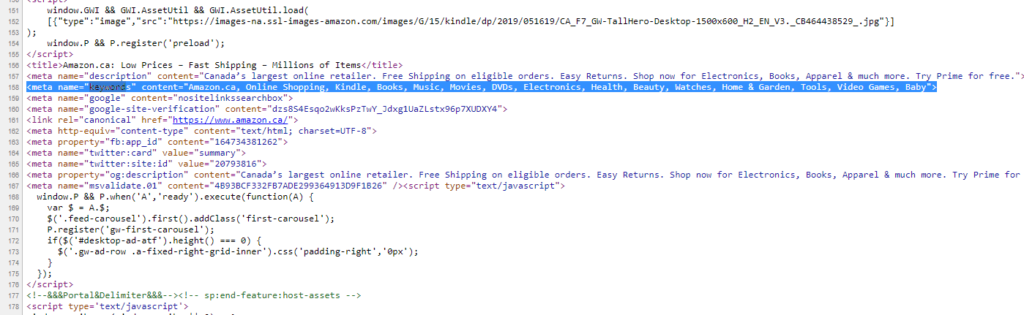 151 window.GWI && GWI.AssetUtil && GWI.AssetUtil.load(
152 [{"type":"image","src":"https://images-na.ssl-images-amazon.com/images/G/15/kindle/dp/2019/051619/CA_F7_GW-TallHero-Desktop-1500x600_H2_EN_V3._CB464438529_.jpg"}]
153 );
154 window.P && P.register('preload');
155 </script>
156 <title>Amazon.ca: Low Prices – Fast Shipping – Millions of Items</title>
157 <meta name="description" content="Canada's largest online retailer. Free Shipping on eligible orders. Easy Returns. Shop now for Electronics, Books, Apparel & much more. Try Prime for free.">
158 <meta name="keywords" content="Amazon.ca, Online Shopping, Kindle, Books, Music, Movies, DVDs, Electronics, Health, Beauty, Watches, Home & Garden, Tools, Video Games, Baby">
159 <meta name="google" content="nositelinkssearchbox">
160 <meta name="google-site-verification" content="dzs8S4Esqo2wKksPzTwY_Jdxg1UaZLstx96p7XUDXY4">
161 <link rel="canonical" href="https://www.amazon.ca/">
162 <meta http-equiv="content-type" content="text/html; charset=UTF-8">
163 <meta property="fb:app_id" content="164734381262">
164 <meta name="twitter:card" value="summary">
165 <meta name="twitter:site:id" value="20793816">
166 <meta property="og:description" content="Canada's largest online retailer. Free Shipping on eligible orders. Easy Returns. Shop now for Electronics, Books, Apparel & much more. Try Prime for
167 <meta name="msvalidate.01" content="4B93BCF332FB7ADE299364913D9F1B26" /><script type="text/javascript">
168 window.P && P.when('A','ready').execute(function(A) {
169 var $ = A.$;
170 $('.feed-carousel').first().addClass('first-carousel');
171 P.register('gw-first-carousel');
172 if($('#desktop-ad-atf').height() === 0) {
173 $('.gw-ad-row .a-fixed-right-grid-inner').css('padding-right','0px');
174 }
175 });
176 </script>
177 <!--&&&Portal&Delimiter&&&--><!-- sp:end-feature:host-assets -->
178 <script type='text/javascript'>